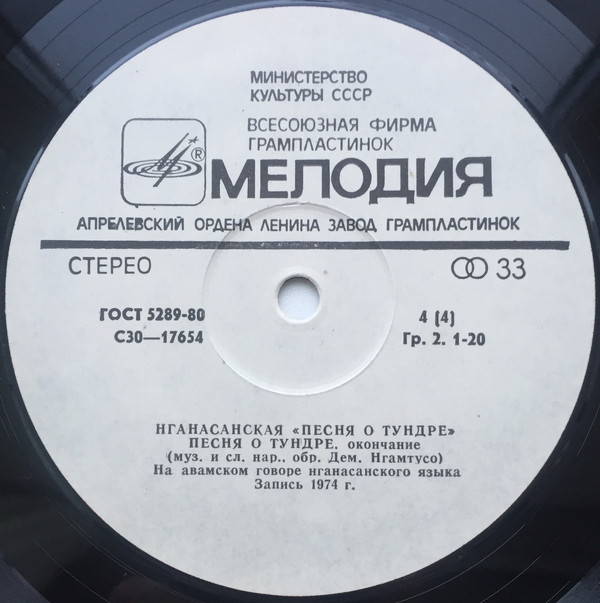 МИНИСТЕРСТВО
КУЛЬТУРЫ СССР
ВСЕСОЮЗНАЯ ФИРМА
ГРАМПЛАСТИНОК
® МЕЛОДИЯ
АПРЕЛЕВСКИЙ ОРДЕНА ЛЕНИНА ЗАВОД ГРАМПЛАСТИНОК
СТЕРЕО 33
ГОСТ 5289-80 4 (4)
С30—17654 Гр. 2. 1-20
НГАНАСАНСКАЯ «ПЕСНЯ О ТУНДРЕ»
ПЕСНЯ О ТУНДРЕ, окончание
(муз. и сл. нар., обр. Дем. Нгамтусо)
На авамском говоре нганасанского языка
Запись 1974 г.